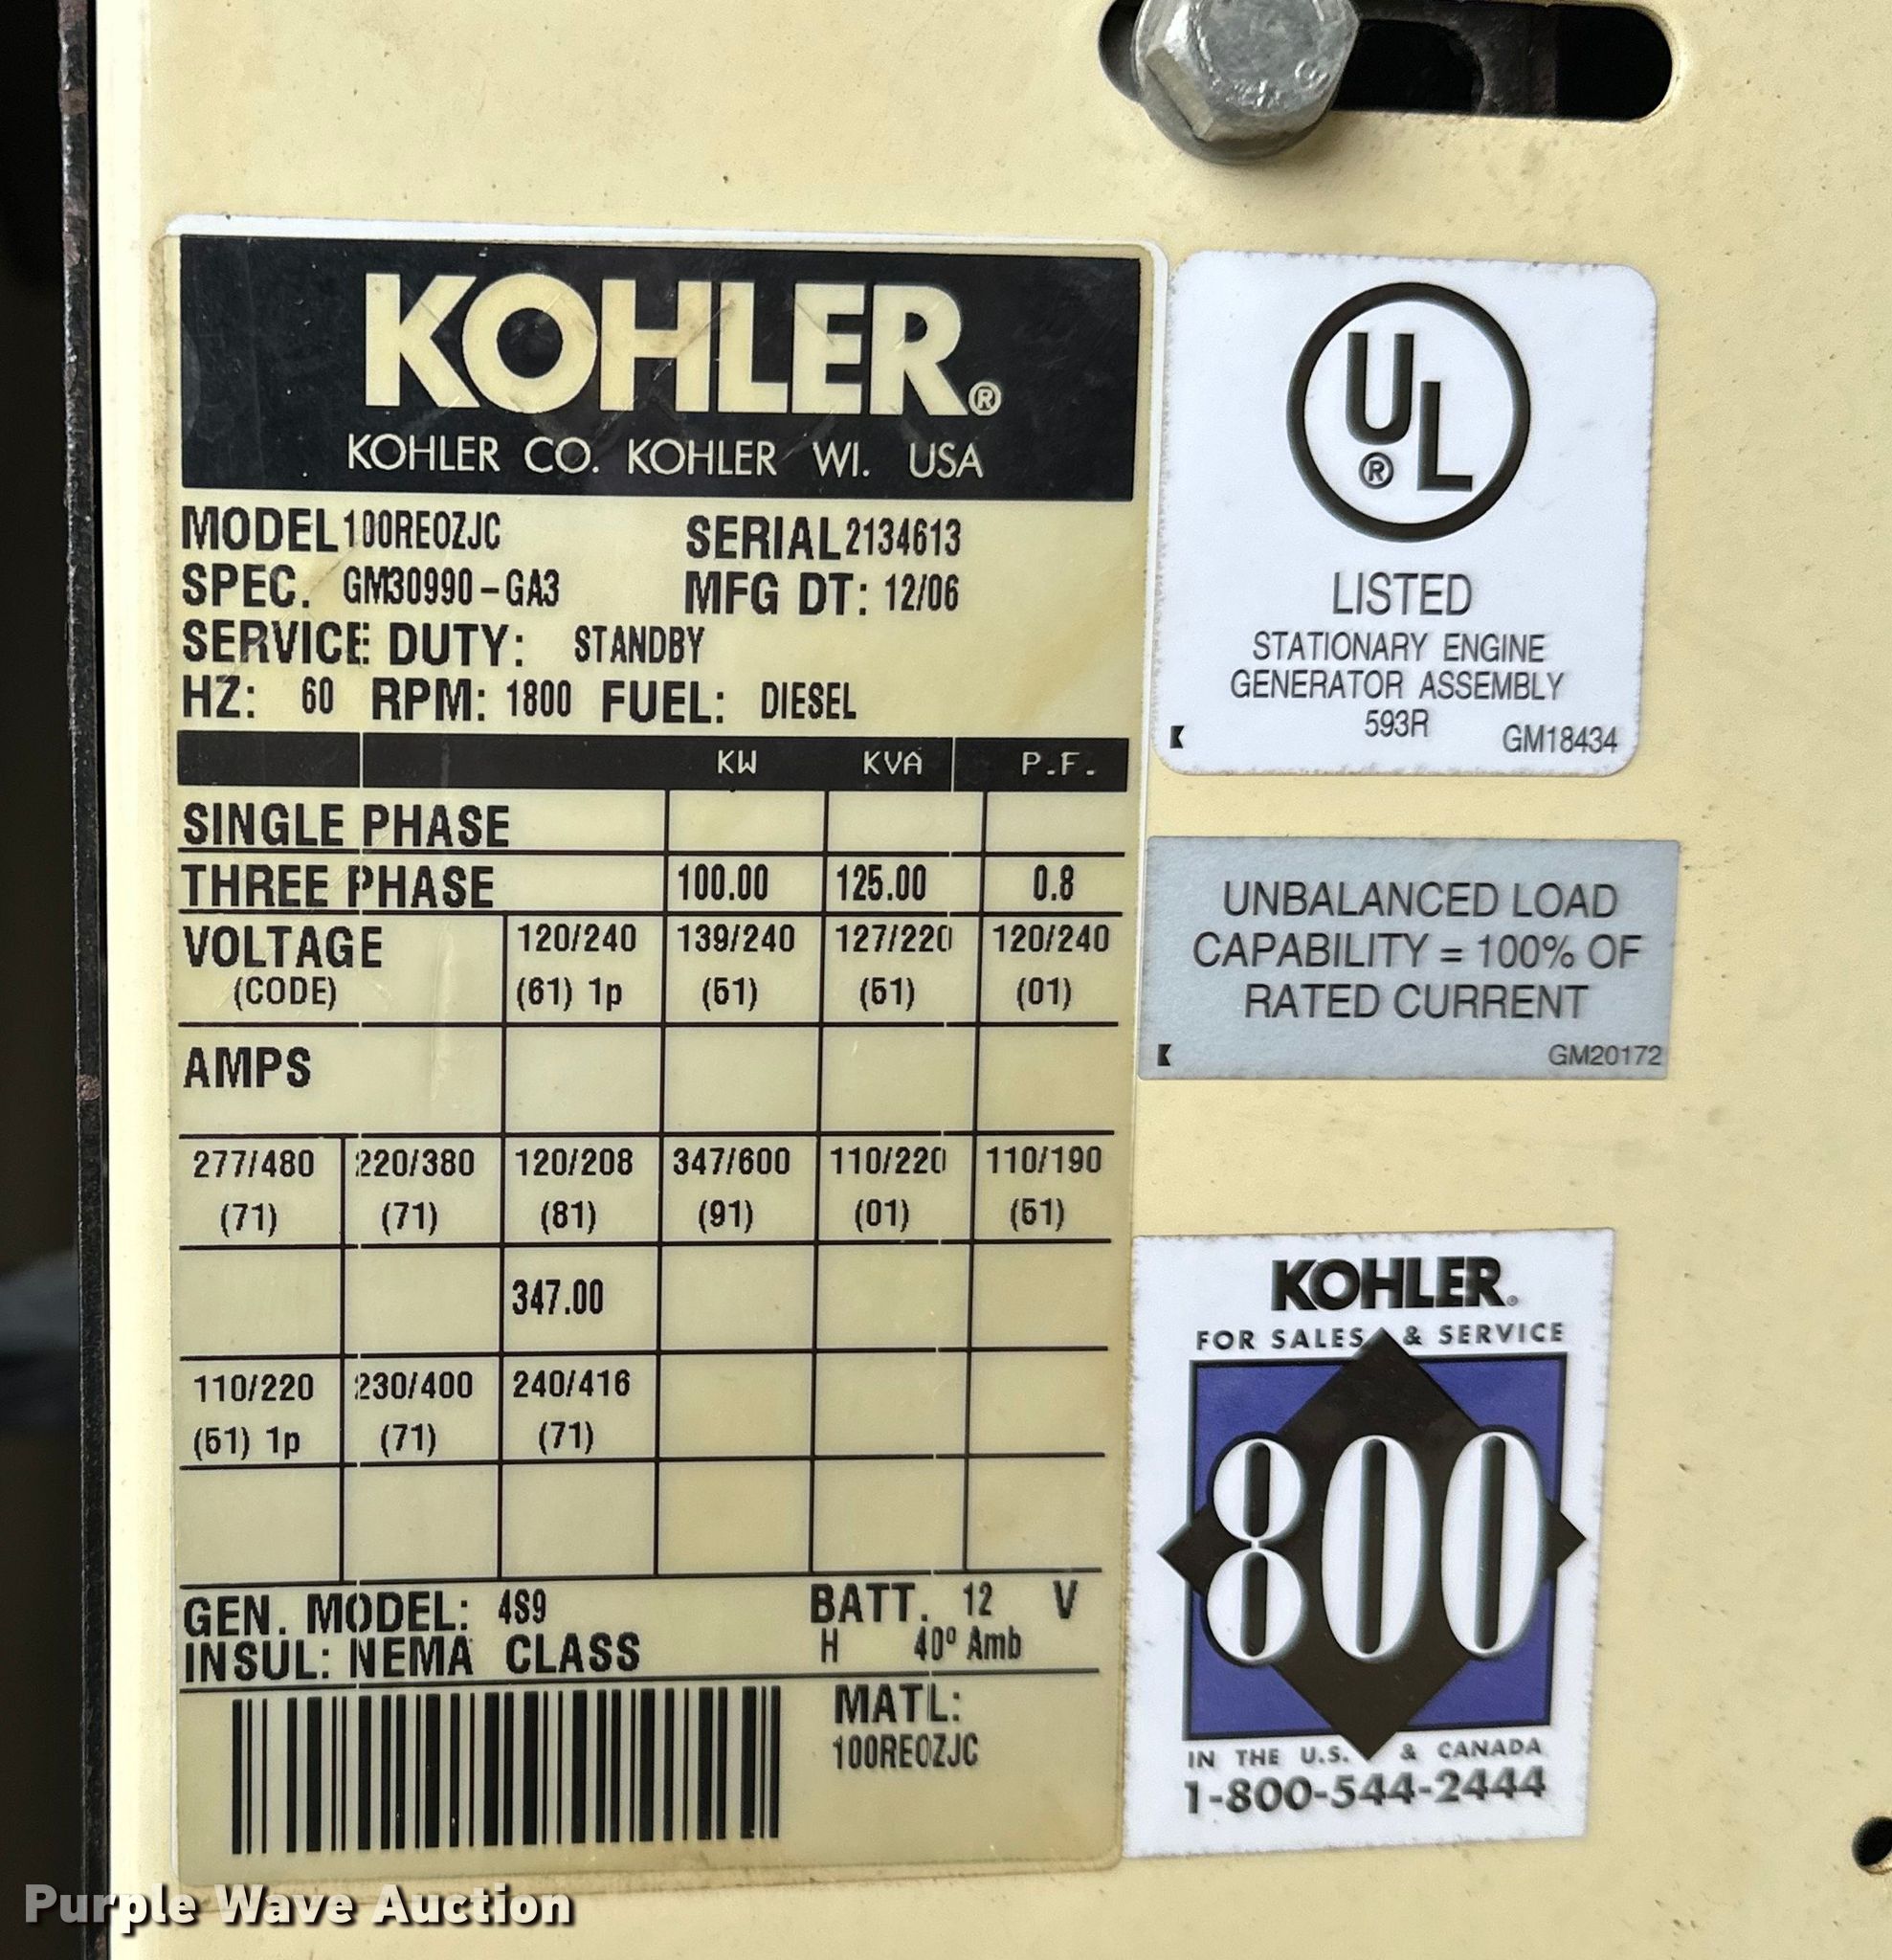 KOHLER®
KOHLER CO. KOHLER WI. USA
MODEL 100REOZJC SERIAL 2134613
SPEC. GM30990-GA3 MFG DT: 12/06
SERVICE DUTY: STANDBY
HZ: 60 RPM: 1800 FUEL: DIESEL
KW KVA P.F.
SINGLE PHASE
THREE PHASE 100.00 125.00 0.8
VOLTAGE 120/240 139/240 127/220 120/240
(CODE) (61) 1p (51) (51) (01)
AMPS
277/480 220/380 120/208 347/600 110/220 110/190
(71) (71) (81) (91) (01) (51)
347.00
110/220 230/400 240/416
(51) 1p (71) (71)
GEN. MODEL: 4S9 BATT. 12 V
INSUL: NEMA CLASS H 40º Amb
MATL:
100REOZJC
UL
®
LISTED
STATIONARY ENGINE
GENERATOR ASSEMBLY
593R
GM18434
UNBALANCED LOAD
CAPABILITY = 100% OF
RATED CURRENT
GM20172
KOHLER®
FOR SALES & SERVICE
800
IN THE U.S. & CANADA
1-800-544-2444
Purple Wave Auction